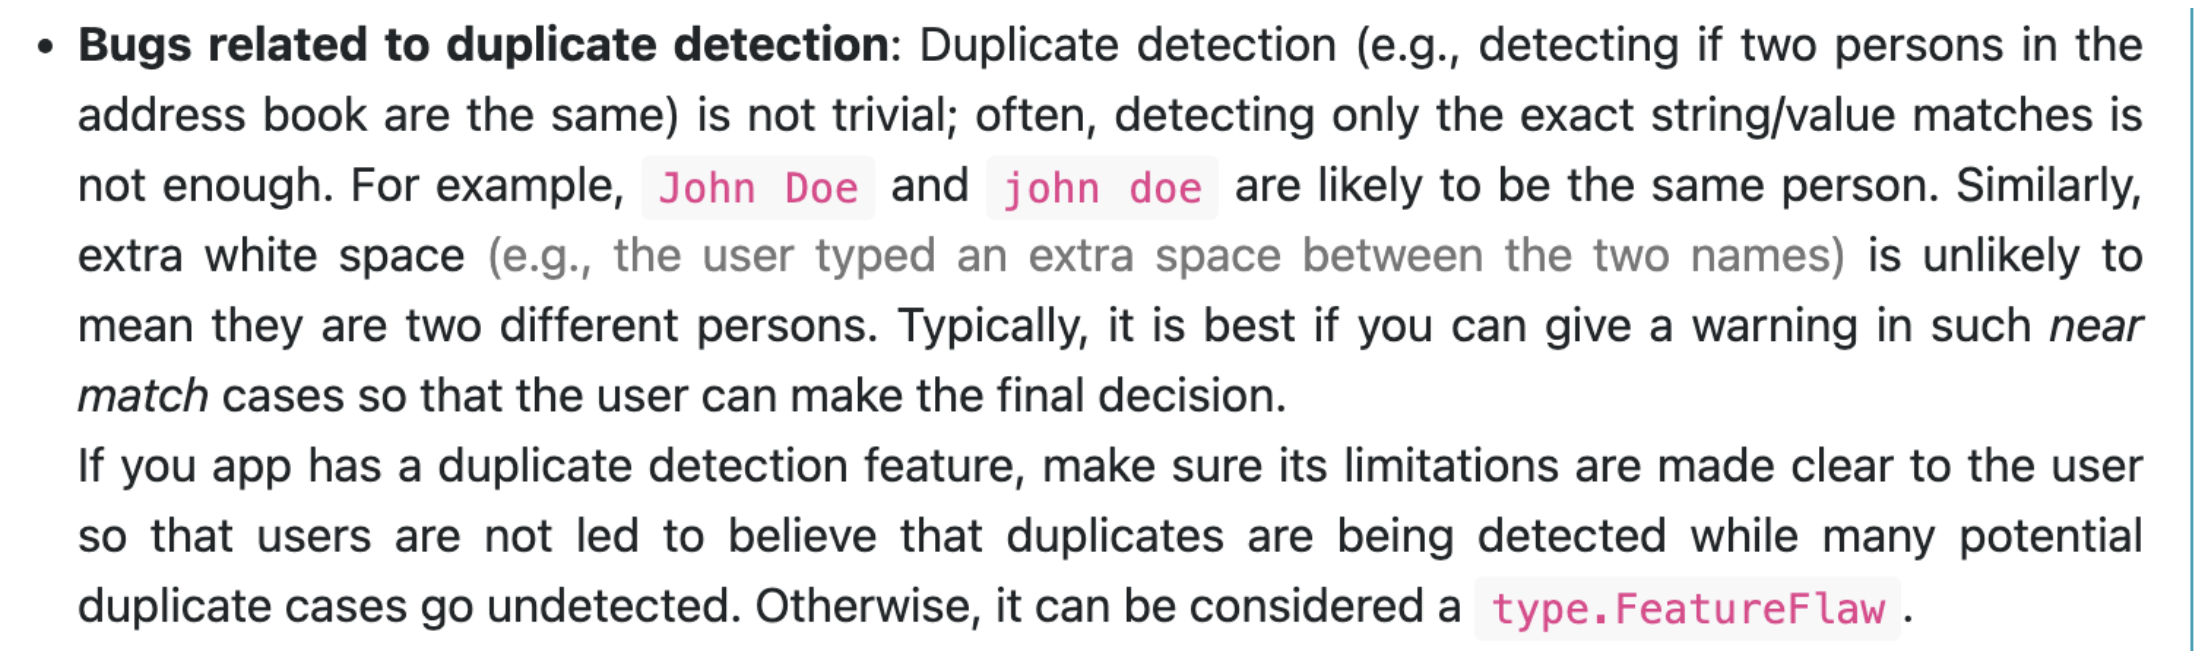 • Bugs related to duplicate detection: Duplicate detection (e.g., detecting if two persons in the
address book are the same) is not trivial; often, detecting only the exact string/value matches is
not enough. For example, John Doe and john doe are likely to be the same person. Similarly,
extra white space (e.g., the user typed an extra space between the two names) is unlikely to
mean they are two different persons. Typically, it is best if you can give a warning in such near
match cases so that the user can make the final decision.
If you app has a duplicate detection feature, make sure its limitations are made clear to the user
so that users are not led to believe that duplicates are being detected while many potential
duplicate cases go undetected. Otherwise, it can be considered a type.FeatureFlaw.